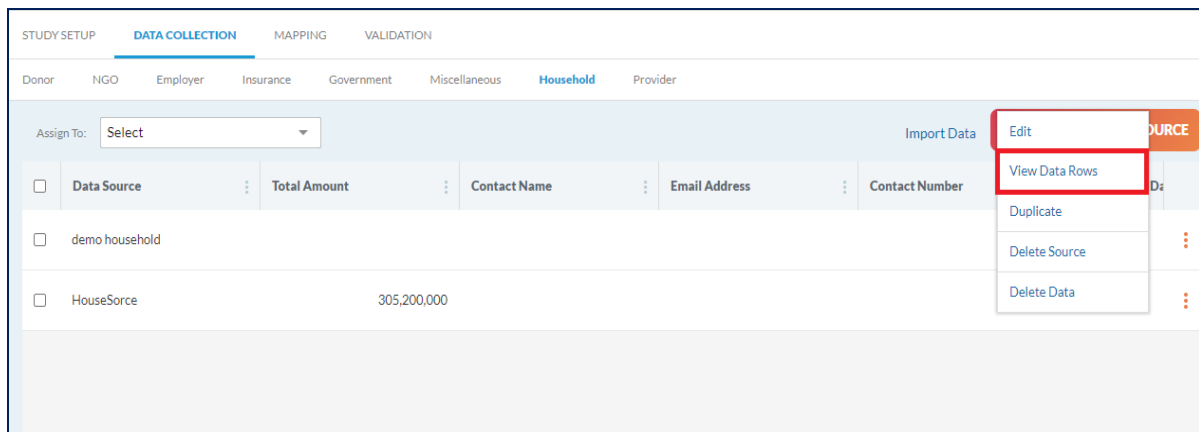 STUDY SETUP DATA COLLECTION MAPPING VALIDATION
Donor NGO Employer Insurance Government Miscellaneous Household Provider
Assign To: Select Import Data
Edit
View Data Rows
Duplicate
Delete Source
Delete Data
Data Source Total Amount Contact Name Email Address Contact Number
demo household
HouseSorce 305,200,000